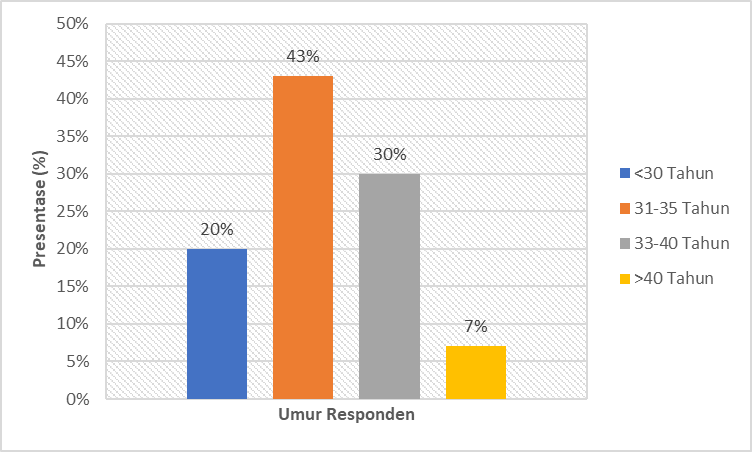 50%
45%
40%
35%
30%
25%
20%
15%
10%
5%
0%
Presentase (%)
20%
43%
30%
7%
Umur Responden
<30 Tahun
31-35 Tahun
33-40 Tahun
>40 Tahun